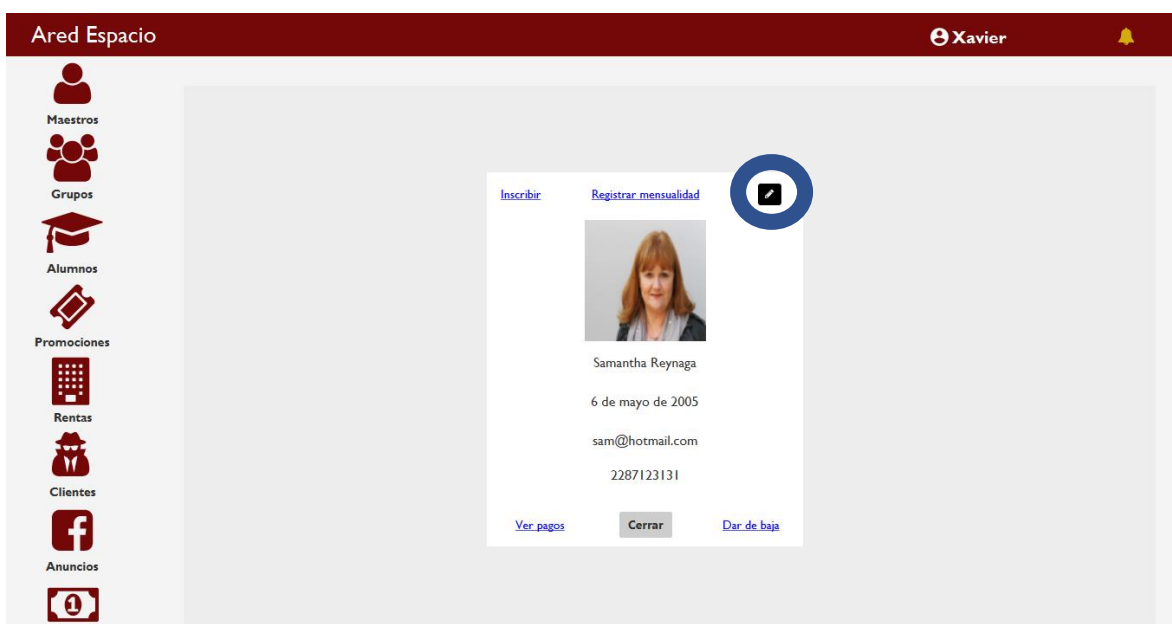 Ared Espacio
Xavier
Maestros
Grupos
Alumnos
Promociones
Rentas
Clientes
Anuncios
1
Inscribir
Registrar mensualidad
Samantha Reynaga
6 de mayo de 2005
sam@hotmail.com
2287123131
Ver pagos
Cerrar
Dar de baja